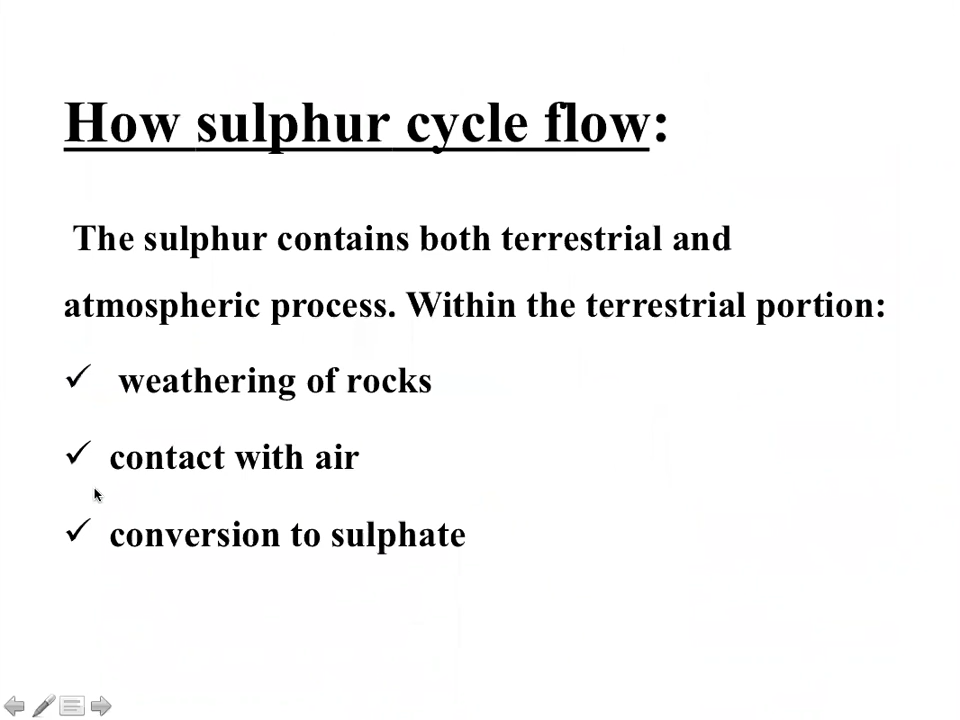 How sulphur cycle flow:
The sulphur contains both terrestrial and
atmospheric process. Within the terrestrial portion:
✓ weathering of rocks
✓ contact with air
✓ conversion to sulphate